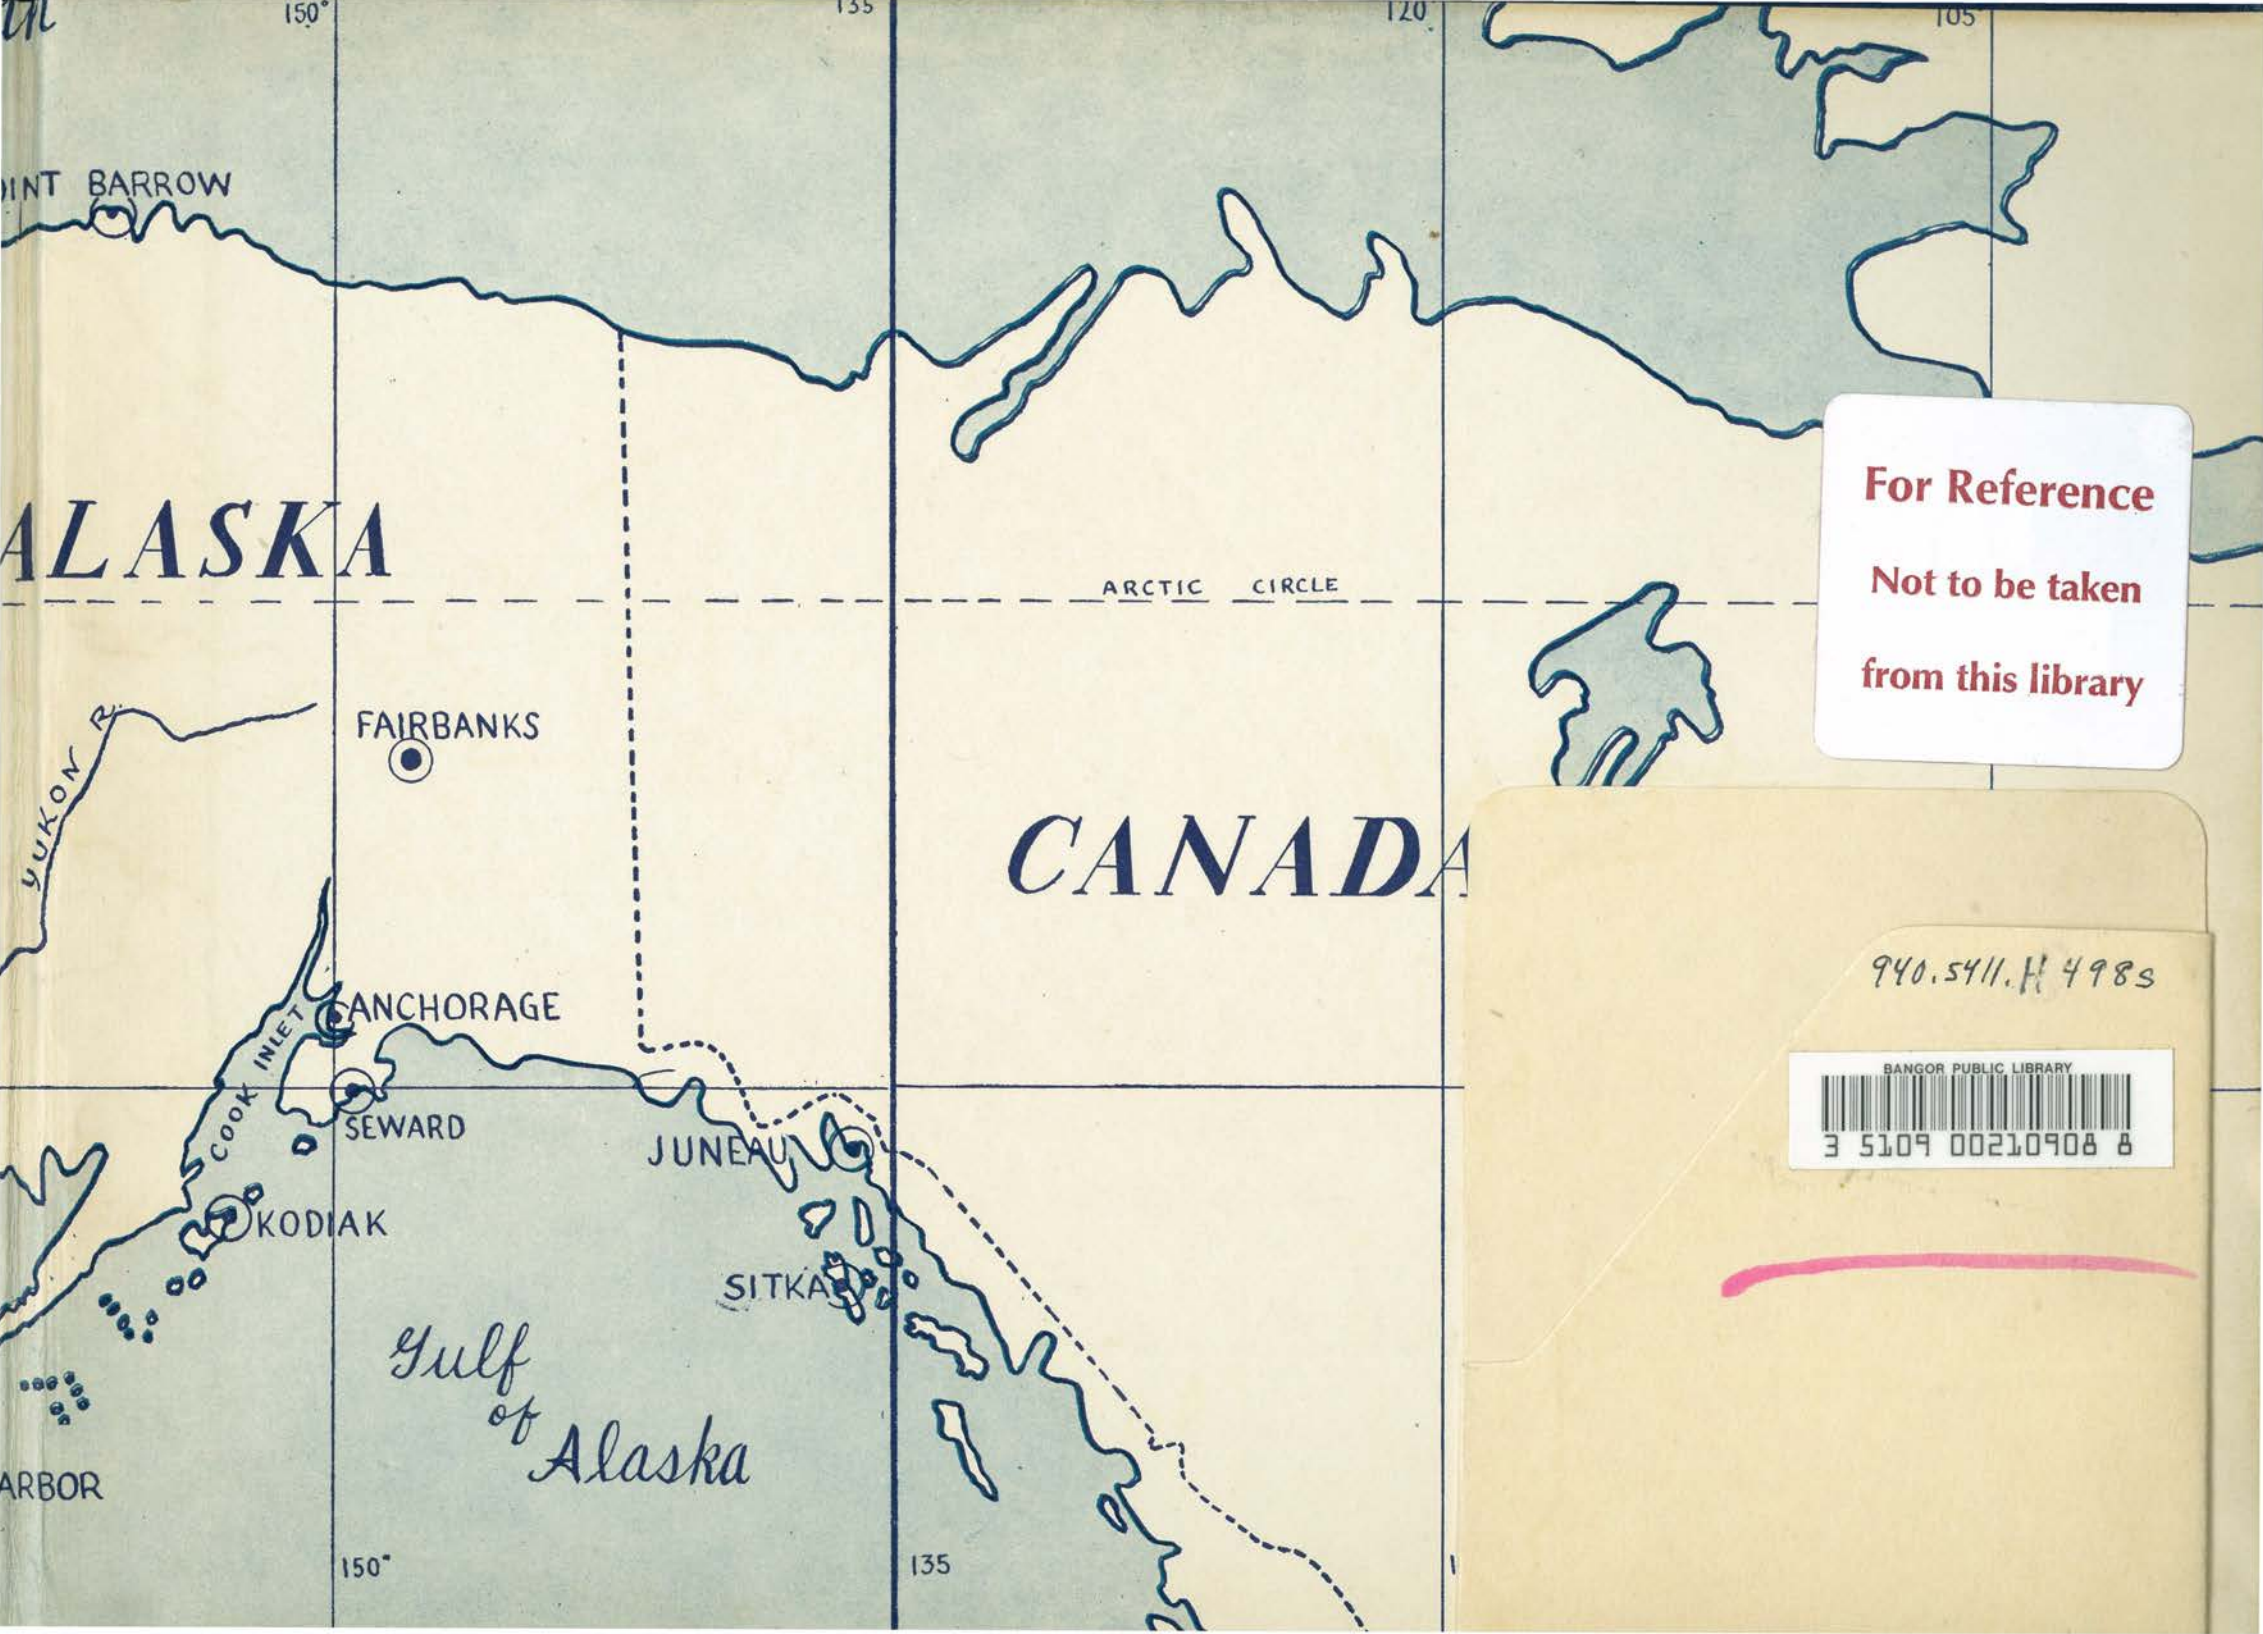 150°
135
120
105
BARROW
ALASKA
ARCTIC CIRCLE
For Reference
Not to be taken
from this library
YUKON R.
FAIRBANKS
CANADA
940.5411.H498s
ANCHORAGE
COOK INLET
BANGOR PUBLIC LIBRARY
3 5109 00210908 8
SEWARD
JUNEAU
KODIAK
SITKA
Gulf
of
Alaska
ARBOR
150°
135